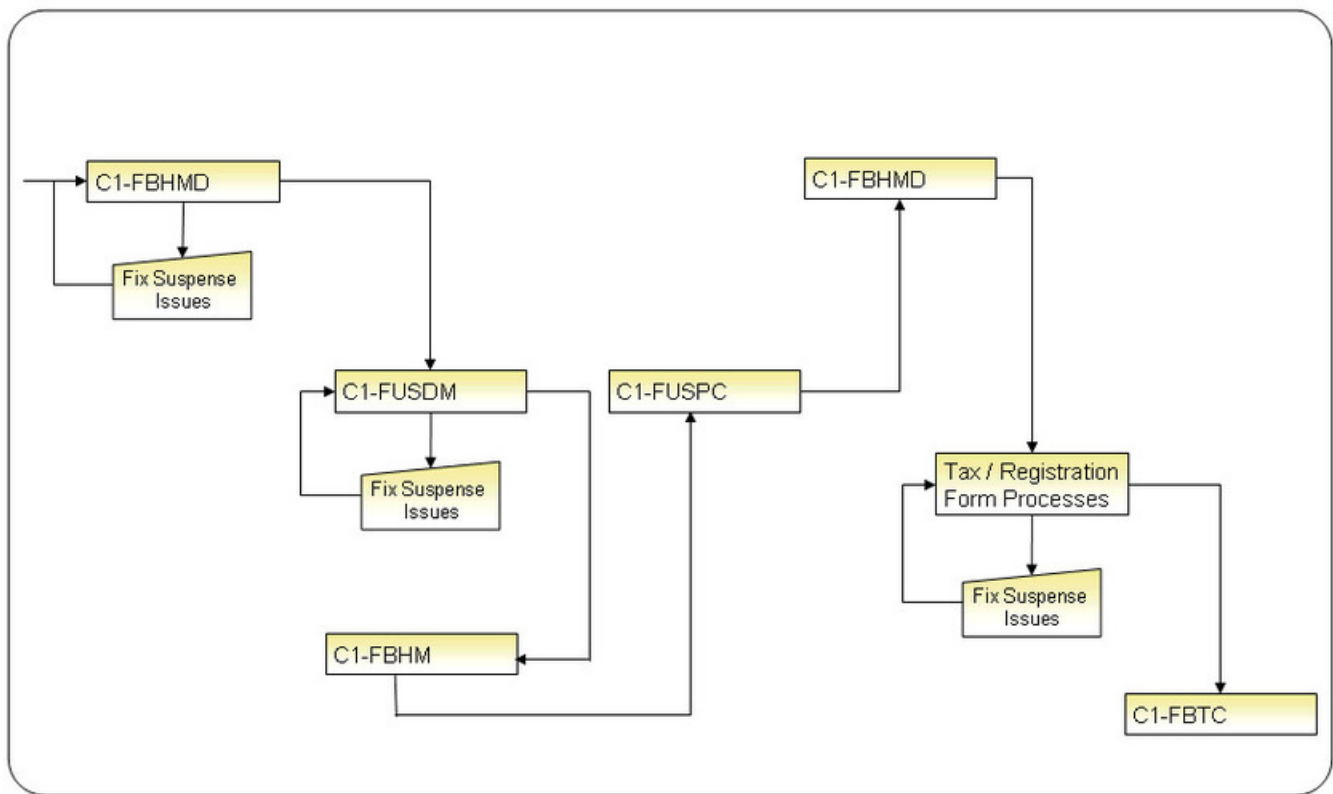 C1-FBHMD
Fix Suspense
Issues
C1-FUSDM
Fix Suspense
Issues
C1-FBHM
C1-FUSPC
C1-FBHMD
Tax / Registration
Form Processes
Fix Suspense
Issues
C1-FBTC